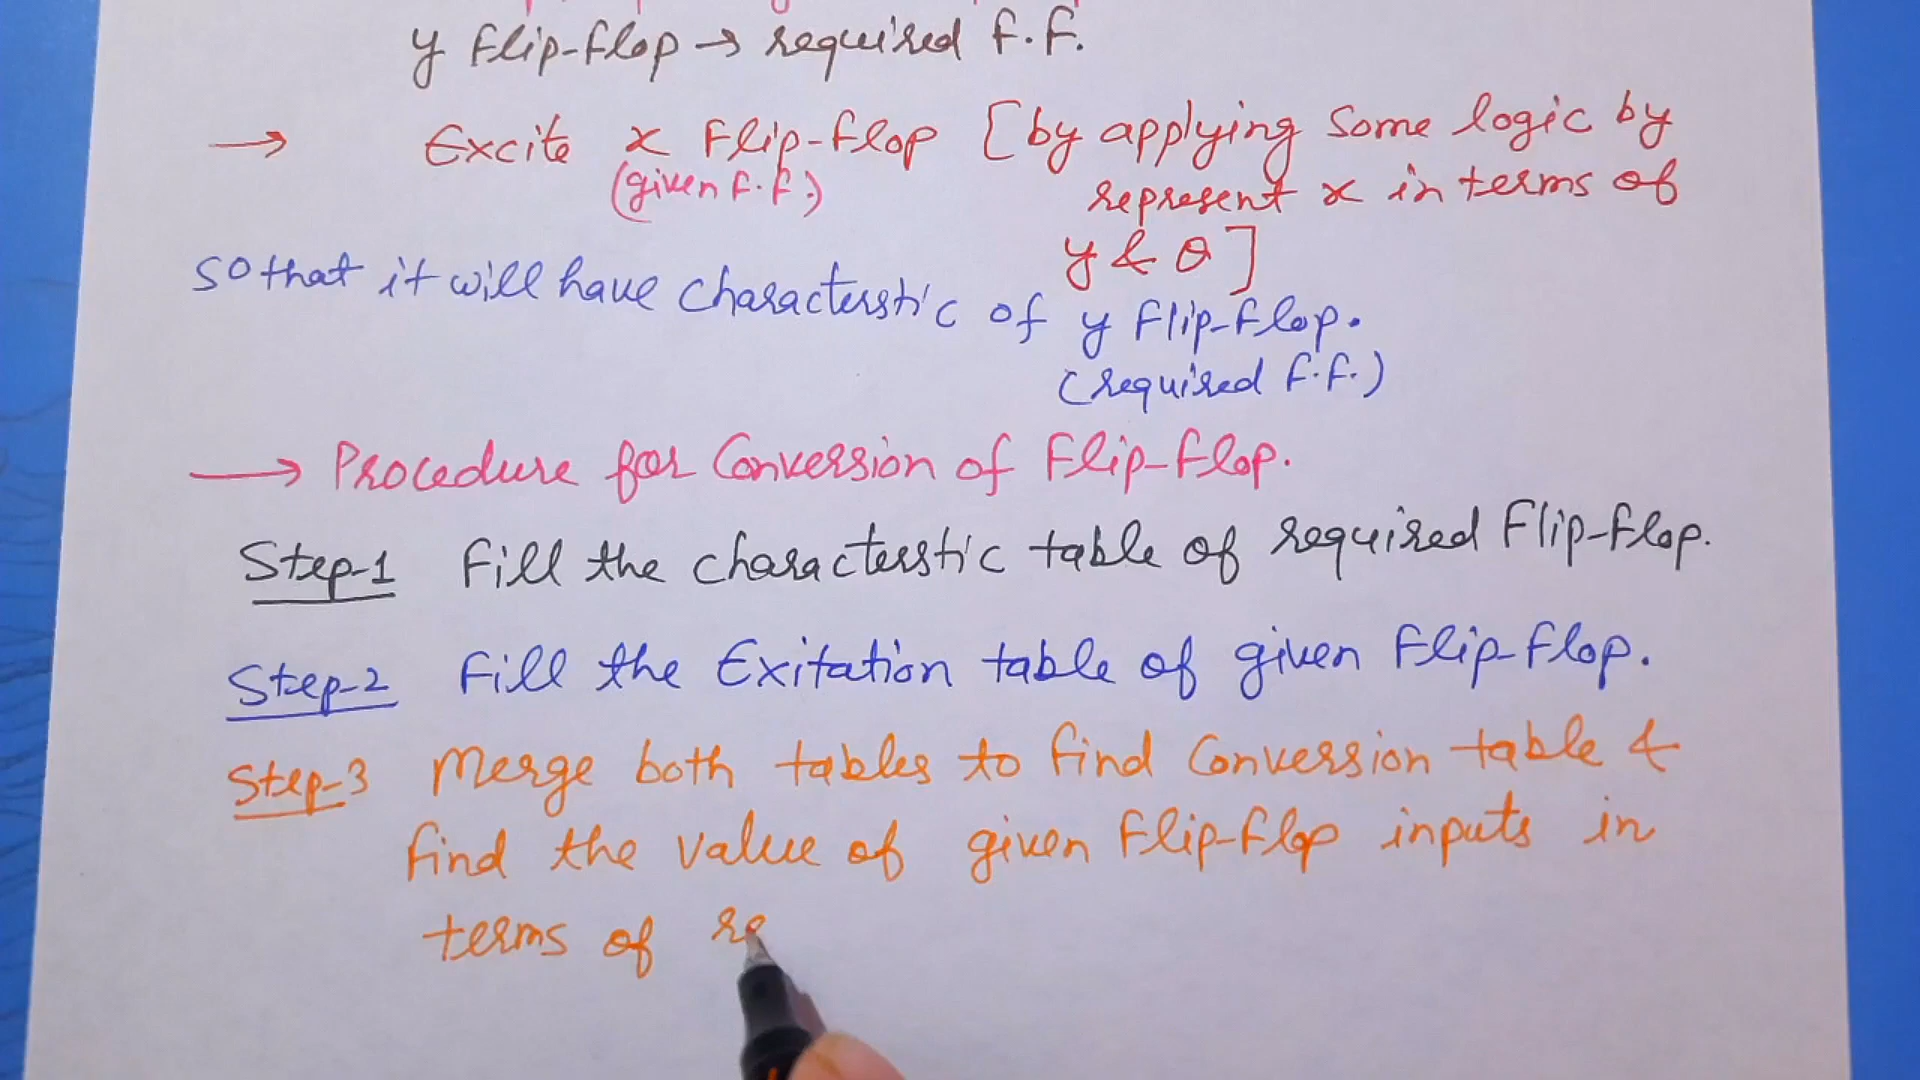 y Flip-flop → required F.F.
→ Excite x Flip-flop [by applying some logic by
(given F.F.) represent x in terms of
y & Q]
so that it will have characterstic of y Flip-flop.
(required F.F.)
→ Procedure for Conversion of Flip-Flop.
Step-1 Fill the characterstic table of required Flip-flop.
Step-2 Fill the Exitation table of given Flip-flop.
Step-3 Merge both tables to find Conversion table &
find the value of given Flip-flop inputs in
terms of re